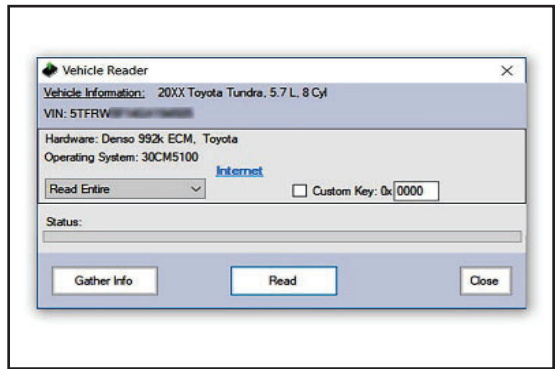 Vehicle Reader
Vehicle Information: 20XX Toyota Tundra, 5.7 L, 8 Cyl
VIN: 5TFRW
Hardware: Denso 992k ECM, Toyota
Operating System: 30CM5100
Internet
Read Entire Custom Key: 0x 0000
Status:
Gather Info Read Close